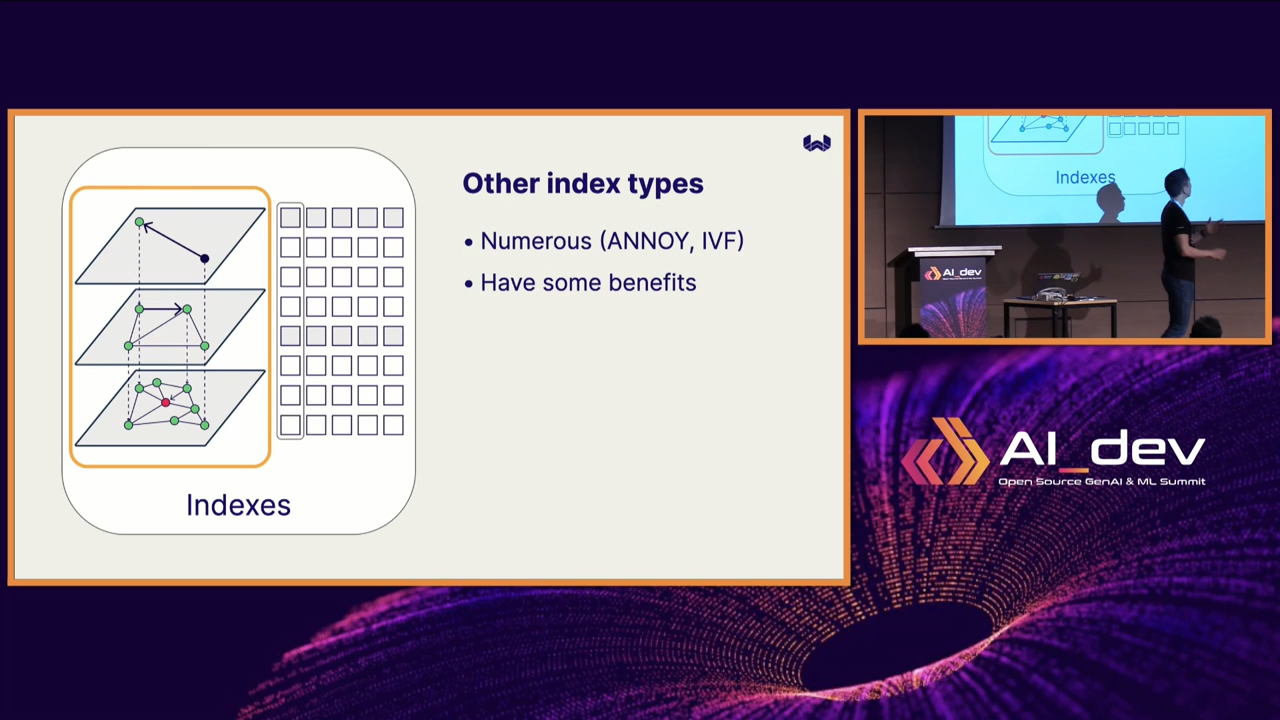 Other index types
• Numerous (ANNOY, IVF)
• Have some benefits
Indexes
Indexes
AI_dev
AI_dev
Open Source GenAI & ML Summit